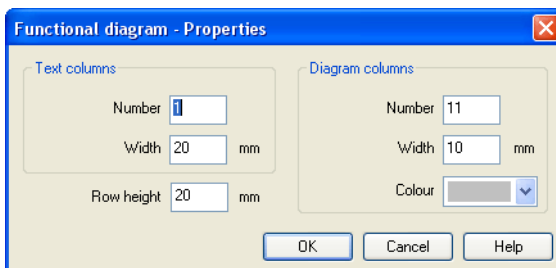 Functional diagram - Properties
Text columns
Number 1
Width 20 mm
Row height 20 mm
Diagram columns
Number 11
Width 10 mm
Colour
OK Cancel Help